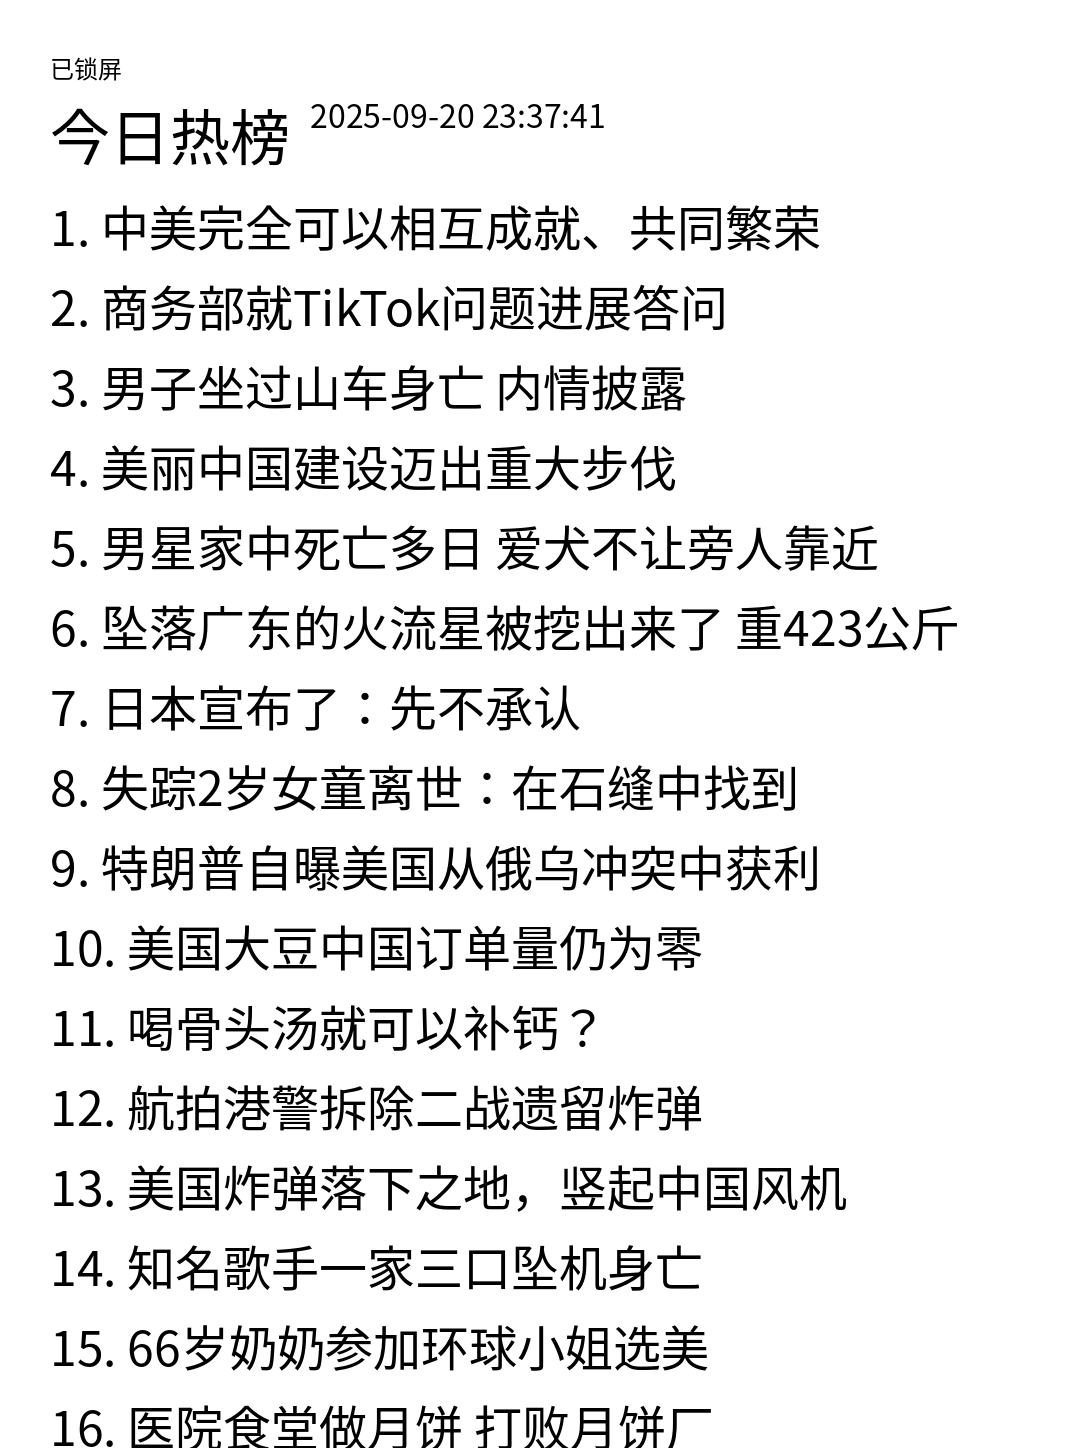 已锁屏
今日热榜 2025-09-20 23:37:41
1. 中美完全可以相互成就、共同繁荣
2. 商务部就TikTok问题进展答问
3. 男子坐过山车身亡 内情披露
4. 美丽中国建设迈出重大步伐
5. 男星家中死亡多日 爱犬不让旁人靠近
6. 坠落广东的火流星被挖出来了 重423公斤
7. 日本宣布了：先不承认
8. 失踪2岁女童离世：在石缝中找到
9. 特朗普自曝美国从俄乌冲突中获利
10. 美国大豆中国订单量仍为零
11. 喝骨头汤就可以补钙？
12. 航拍港警拆除二战遗留炸弹
13. 美国炸弹落下之地，竖起中国风机
14. 知名歌手一家三口坠机身亡
15. 66岁奶奶参加环球小姐选美
16. 医院食堂做月饼 打败月饼厂